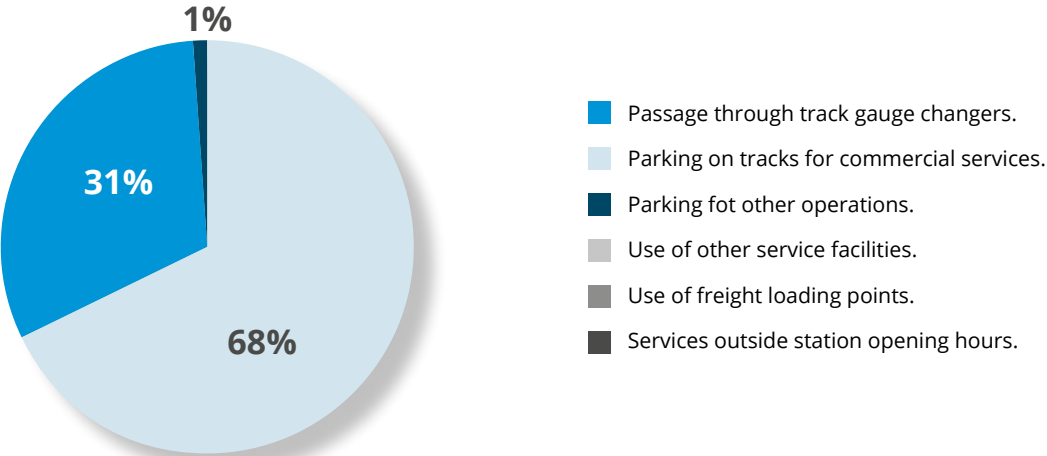 1%
31%
68%
Passage through track gauge changers.
Parking on tracks for commercial services.
Parking fot other operations.
Use of other service facilities.
Use of freight loading points.
Services outside station opening hours.